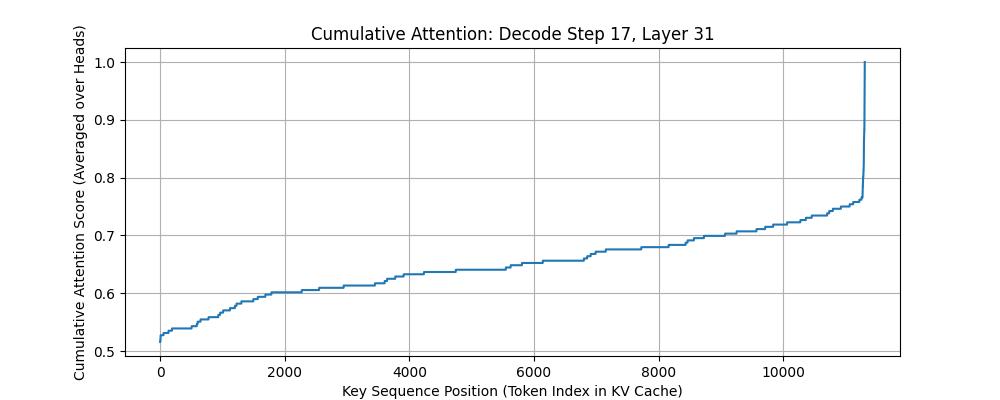 Cumulative Attention: Decode Step 17, Layer 31
Cumulative Attention Score (Averaged over Heads)
1.0
0.9
0.8
0.7
0.6
0.5
0 2000 4000 6000 8000 10000
Key Sequence Position (Token Index in KV Cache)